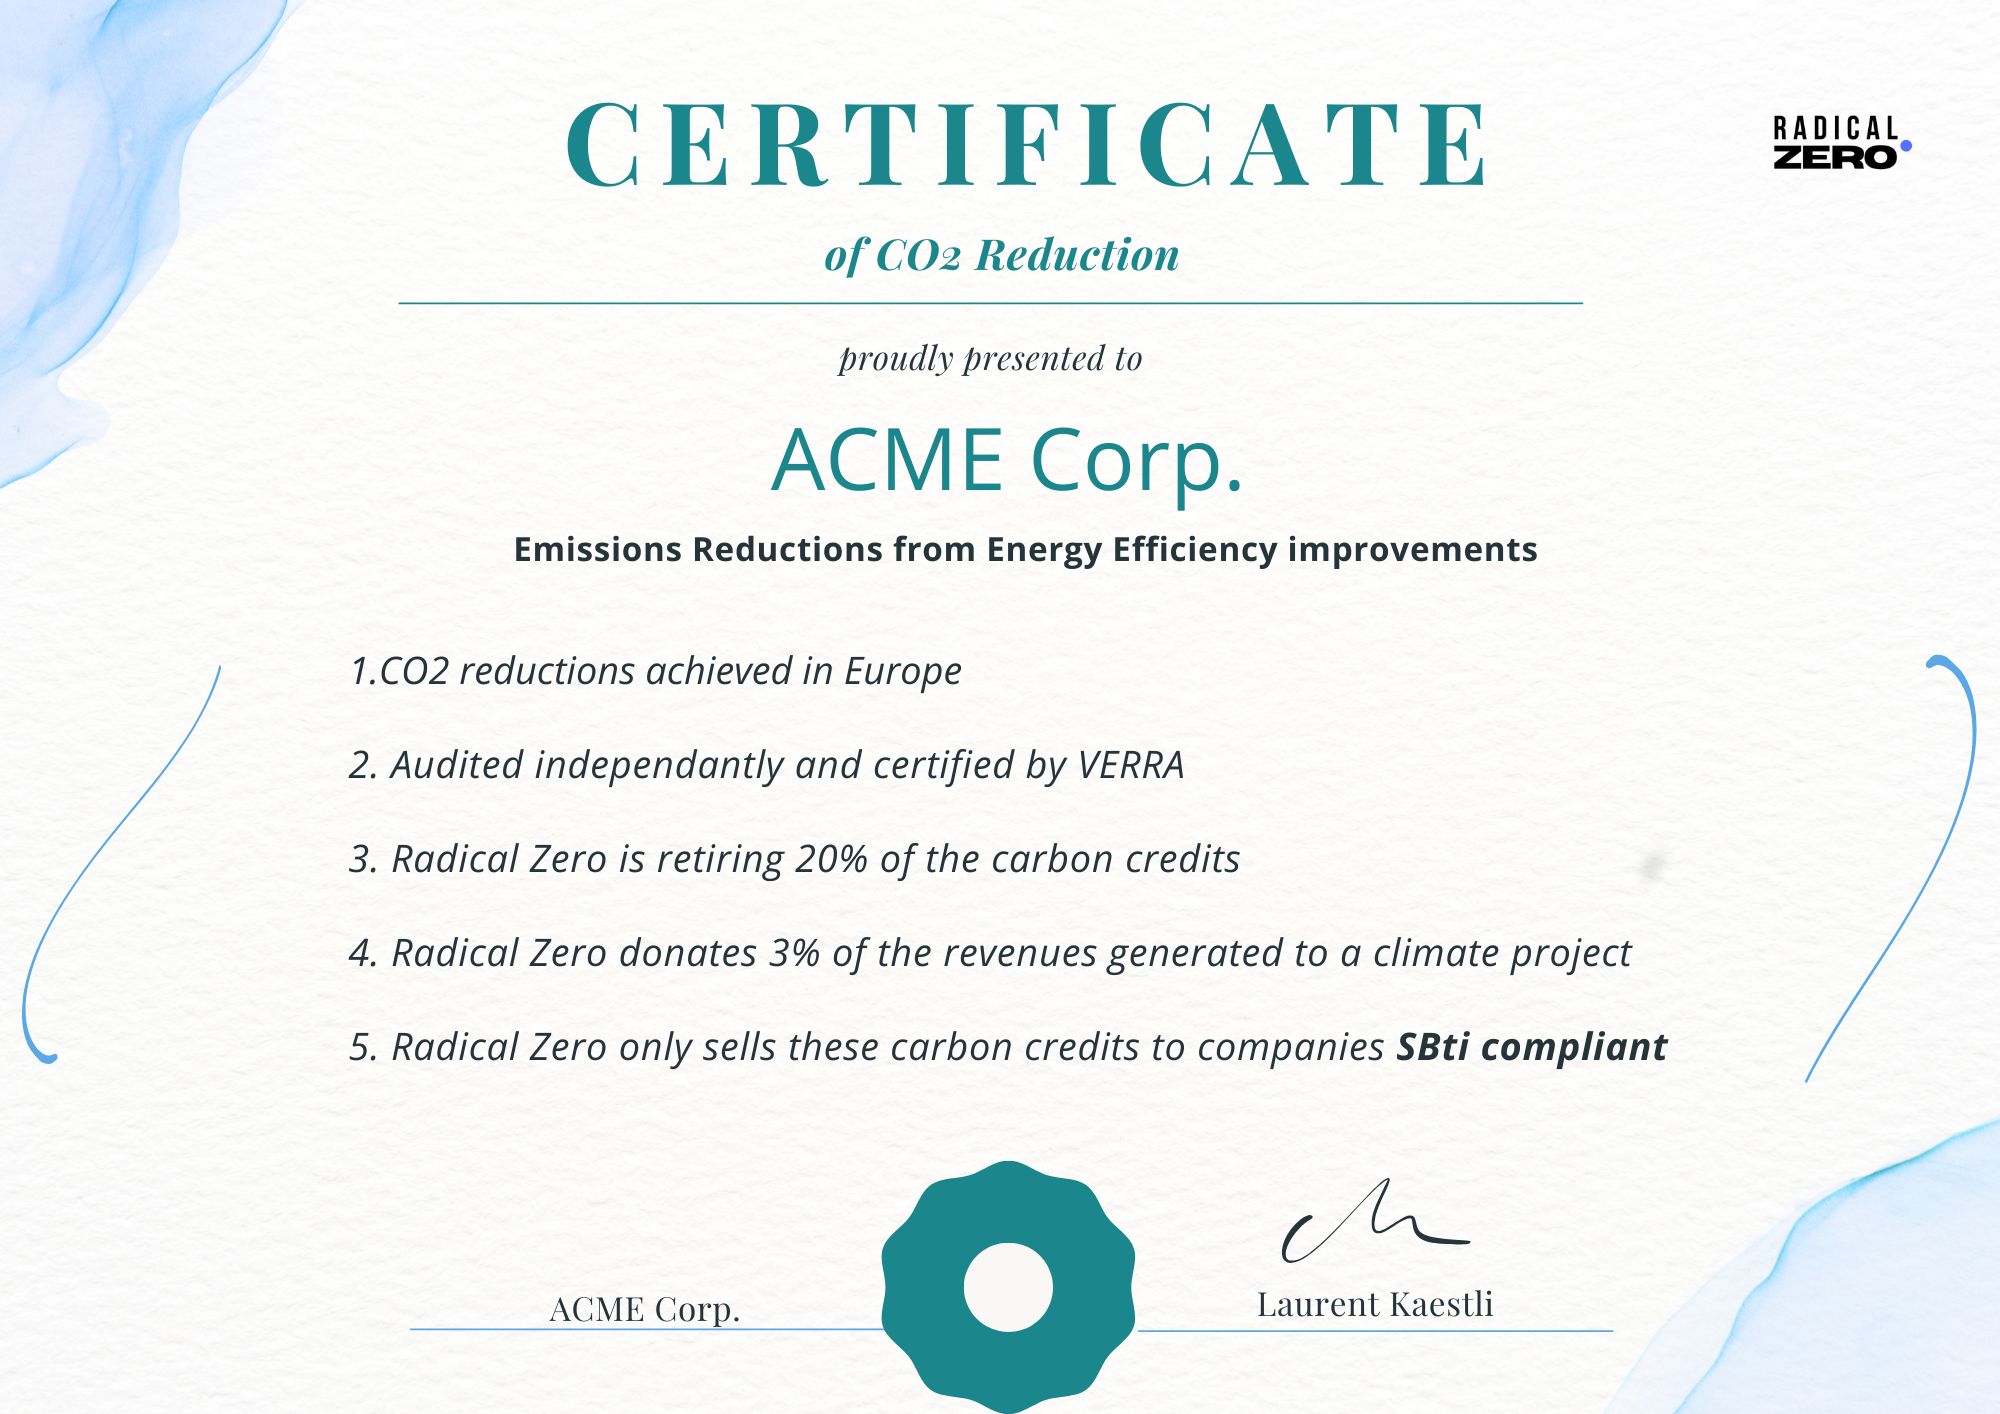 CERTIFICATE
RADICAL
ZERO
of CO2 Reduction
proudly presented to
ACME Corp.
Emissions Reductions from Energy Efficiency improvements
1.CO2 reductions achieved in Europe
2. Audited independantly and certified by VERRA
3. Radical Zero is retiring 20% of the carbon credits
4. Radical Zero donates 3% of the revenues generated to a climate project
5. Radical Zero only sells these carbon credits to companies SBti compliant
ACME Corp.
Laurent Kaestli